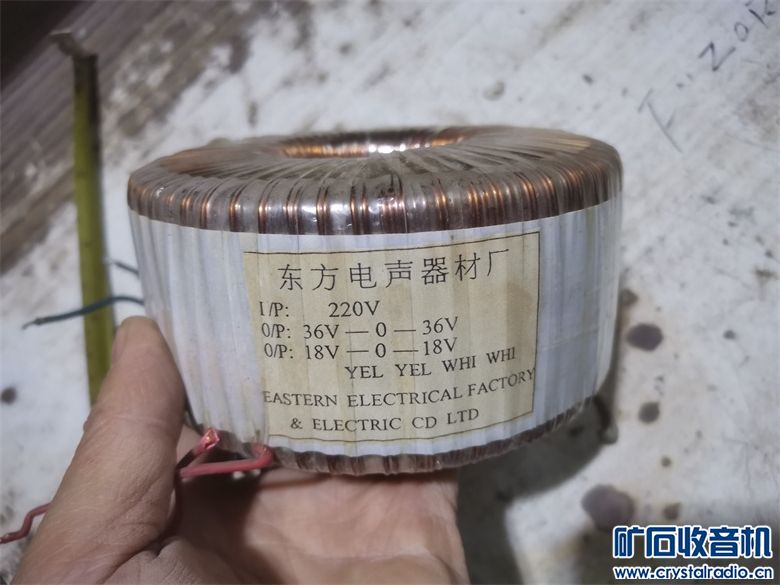 东方电声器材厂
I/P: 220V
O/P: 36V — 0 — 36V
O/P: 18V — 0 — 18V
YEL YEL WHI WHI
EASTERN ELECTRICAL FACTORY
& ELECTRIC CD LTD
矿石收音机
www.crystalradio.cn